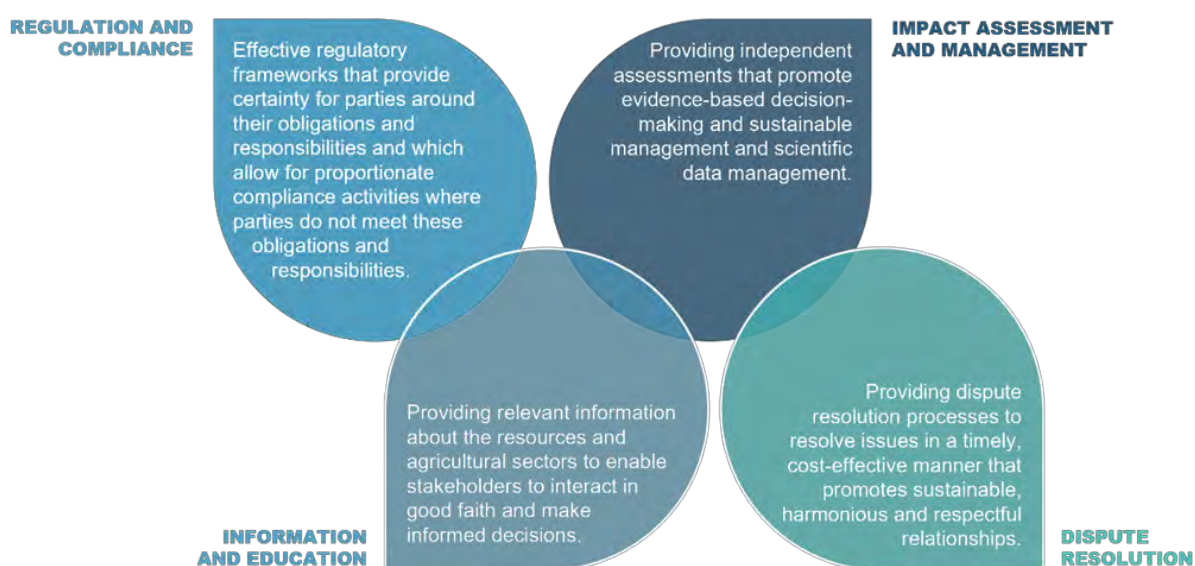 REGULATION AND
COMPLIANCE
Effective regulatory
frameworks that provide
certainty for parties around
their obligations and
responsibilities and which
allow for proportionate
compliance activities where
parties do not meet these
obligations and
responsibilities.
Providing independent
assessments that promote
evidence-based decision-
making and sustainable
management and scientific
data management.
IMPACT ASSESSMENT
AND MANAGEMENT
INFORMATION
AND EDUCATION
Providing relevant information
about the resources and
agricultural sectors to enable
stakeholders to interact in
good faith and make
informed decisions.
Providing dispute
resolution processes to
resolve issues in a timely,
cost-effective manner that
promotes sustainable,
harmonious and respectful
relationships.
DISPUTE
RESOLUTION